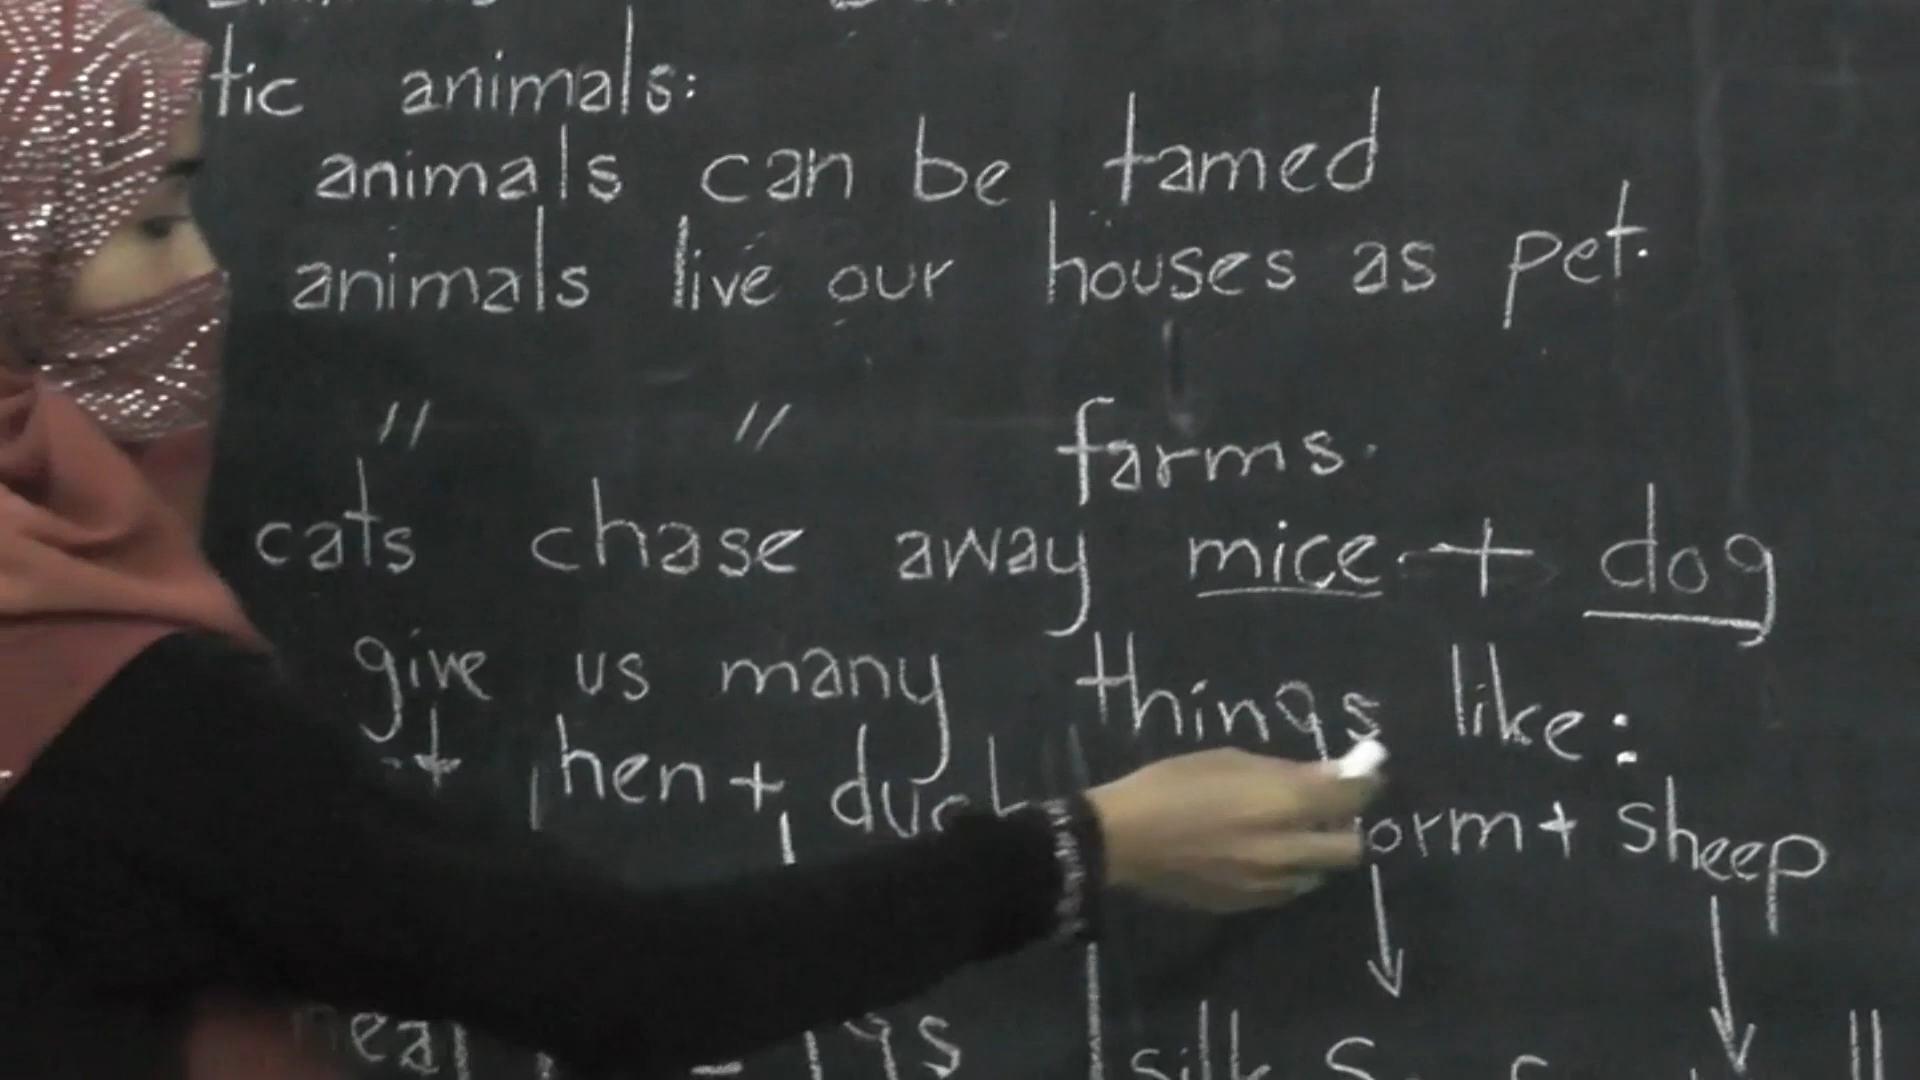 tic animals:
animals can be tamed
animals live our houses as pet.
" " farms.
cats chase away mice + dog
give us many things like:
+ hen + duck orm + sheep
silk